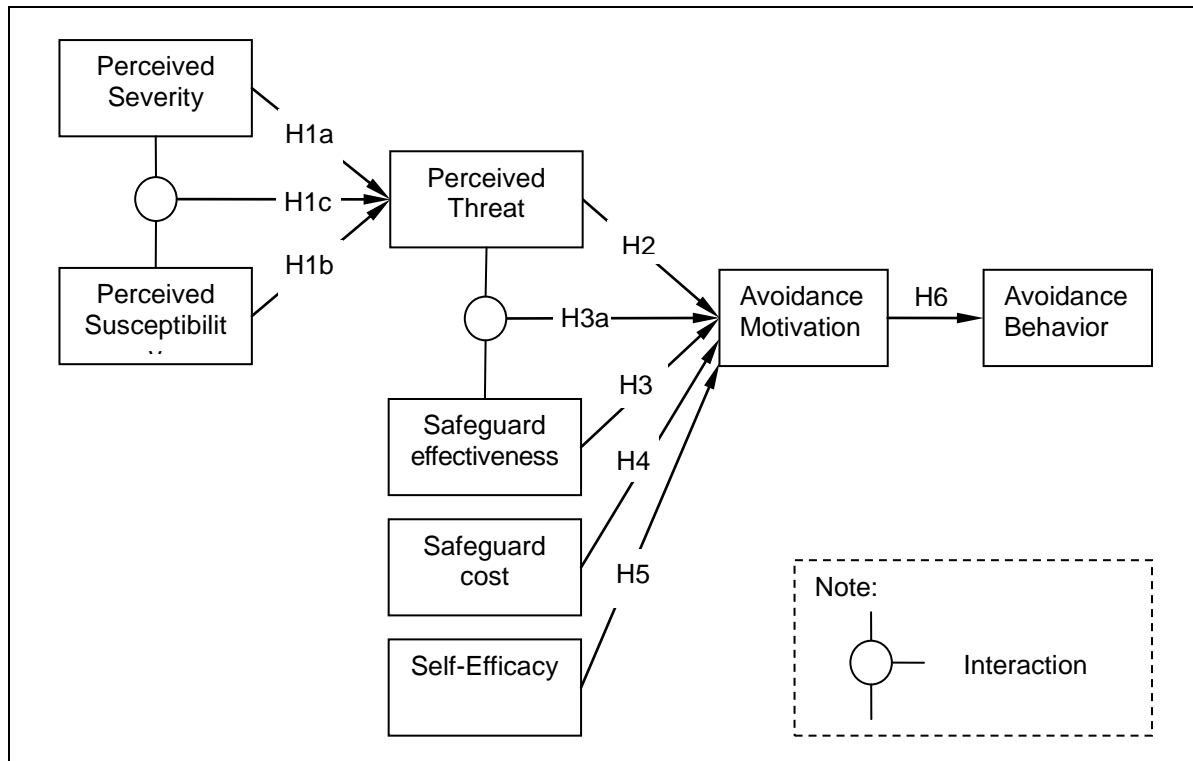 Perceived
Severity
H1a
H1c
H1b
Perceived
Susceptibilit
y
Perceived
Threat
H2
H3a
H3
H4
H5
Safeguard
effectiveness
Safeguard
cost
Self-Efficacy
Avoidance
Motivation
H6
Avoidance
Behavior
Note:
Interaction